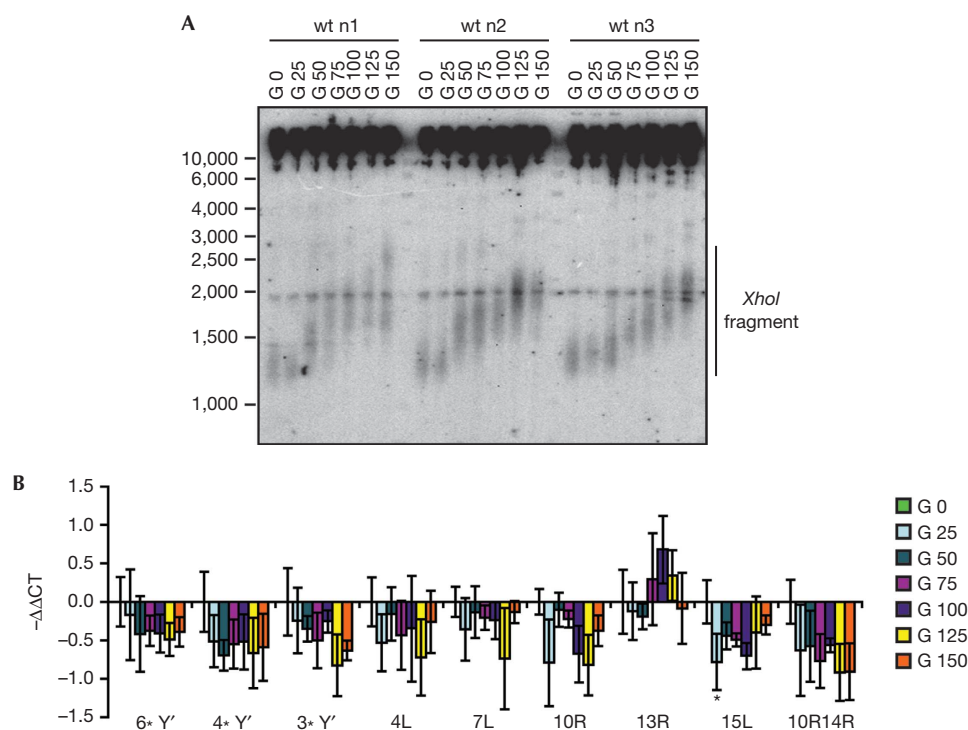 A
wt n1 wt n2 wt n3
G 0 G 25 G 50 G 75 G 100 G 125 G 150 G 0 G 25 G 50 G 75 G 100 G 125 G 150 G 0 G 25 G 50 G 75 G 100 G 125 G 150
10,000
6,000
4,000
3,000
2,500
2,000
1,500
1,000
XhoI
fragment
B
−ΔΔCT
1.5
1.0
0.5
0.0
−0.5
−1.0
−1.5
*
6* Y′ 4* Y′ 3* Y′ 4L 7L 10R 13R 15L 10R14R
G 0
G 25
G 50
G 75
G 100
G 125
G 150